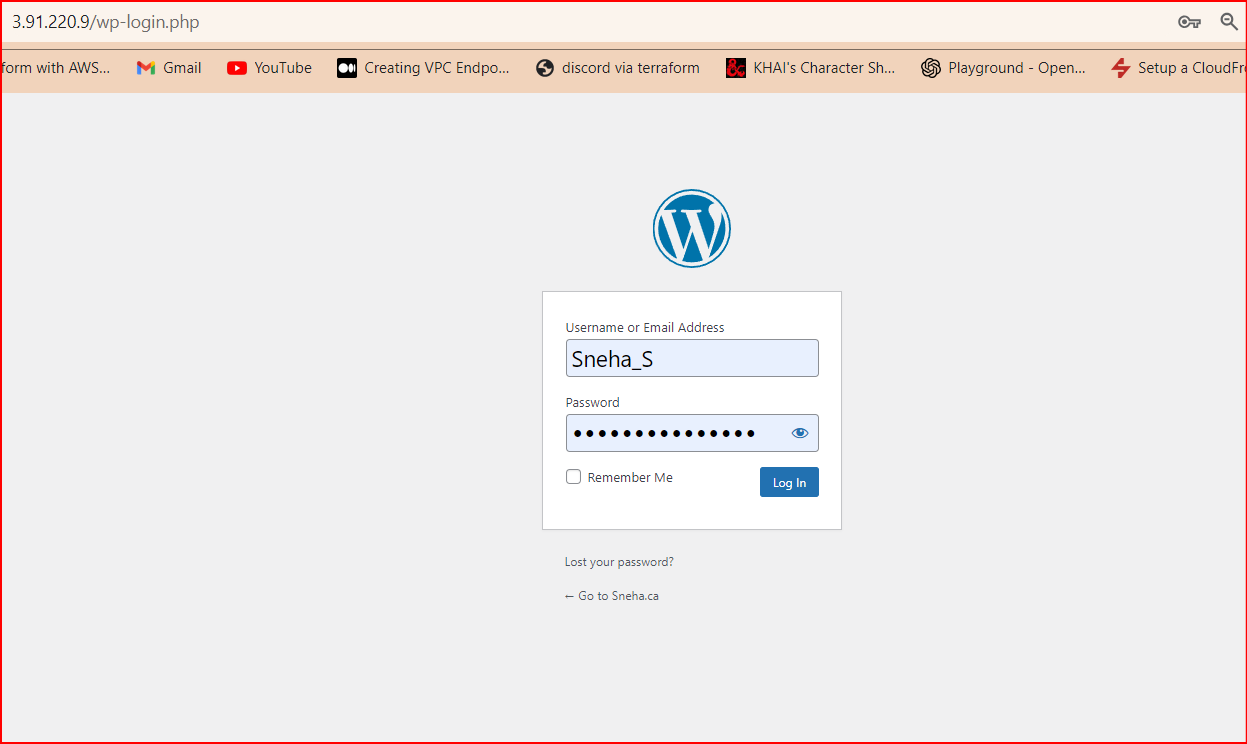 3.91.220.9/wp-login.php
form with AWS... Gmail YouTube Creating VPC Endpo... discord via terraform KHAI's Character Sh... Playground - Open... Setup a CloudFr
Username or Email Address
Sneha_S
Password
•••••••••••••••
Remember Me Log In
Lost your password?
← Go to Sneha.ca